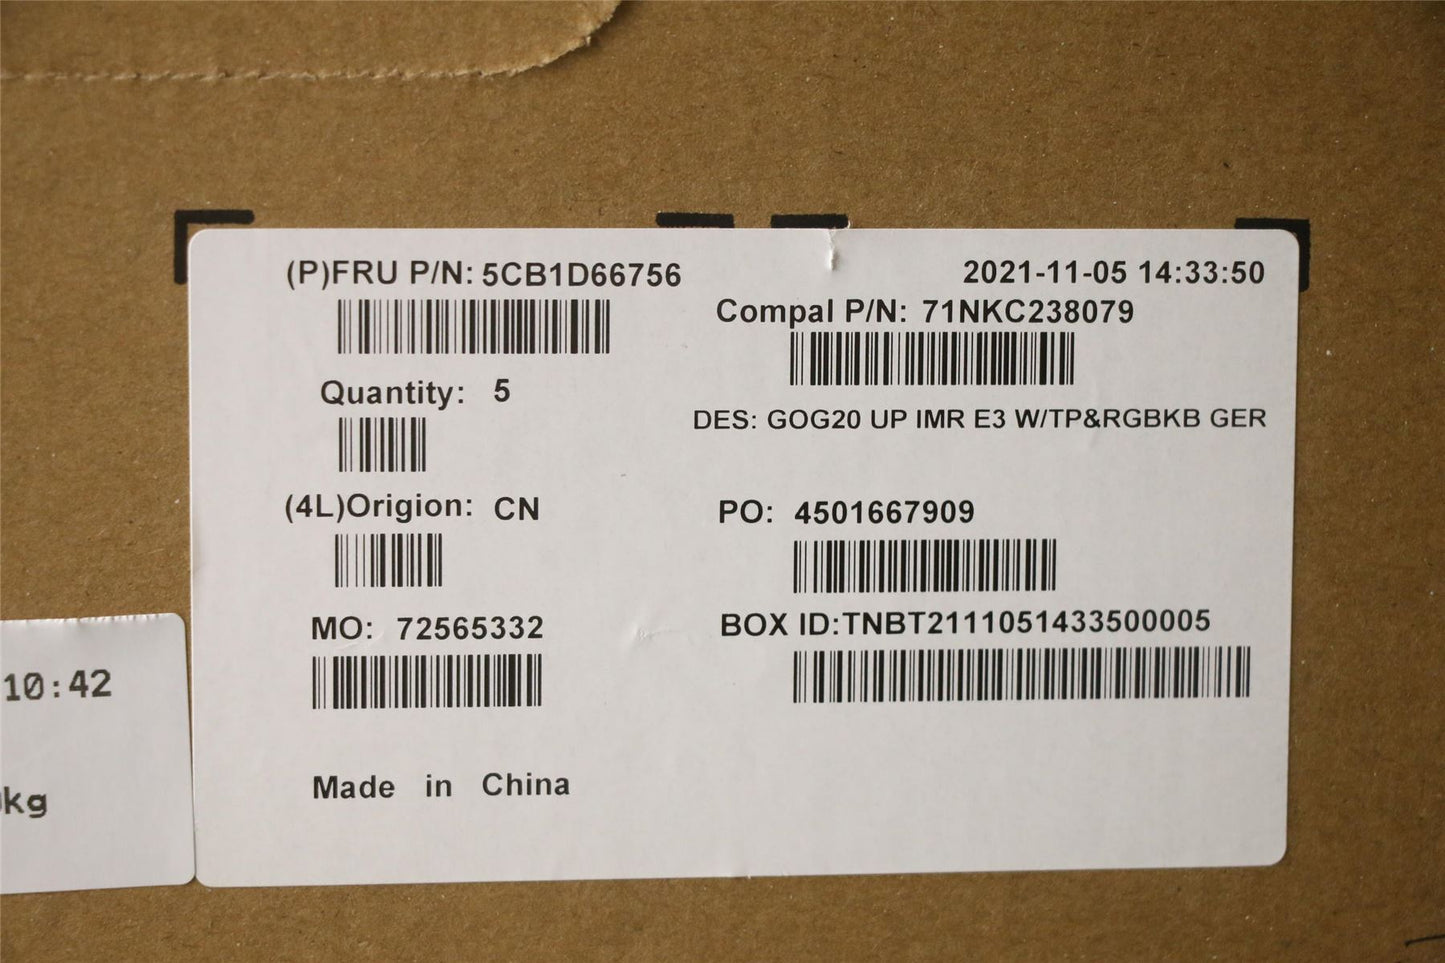 (P)FRU P/N: 5CB1D66756
2021-11-05 14:33:50
Compal P/N: 71NKC238079
Quantity: 5
DES: GOG20 UP IMR E3 W/TP&RGBKB GER
(4L)Origion: CN
PO: 4501667909
MO: 72565332
BOX ID:TNBT2111051433500005
Made in China
10:42
kg